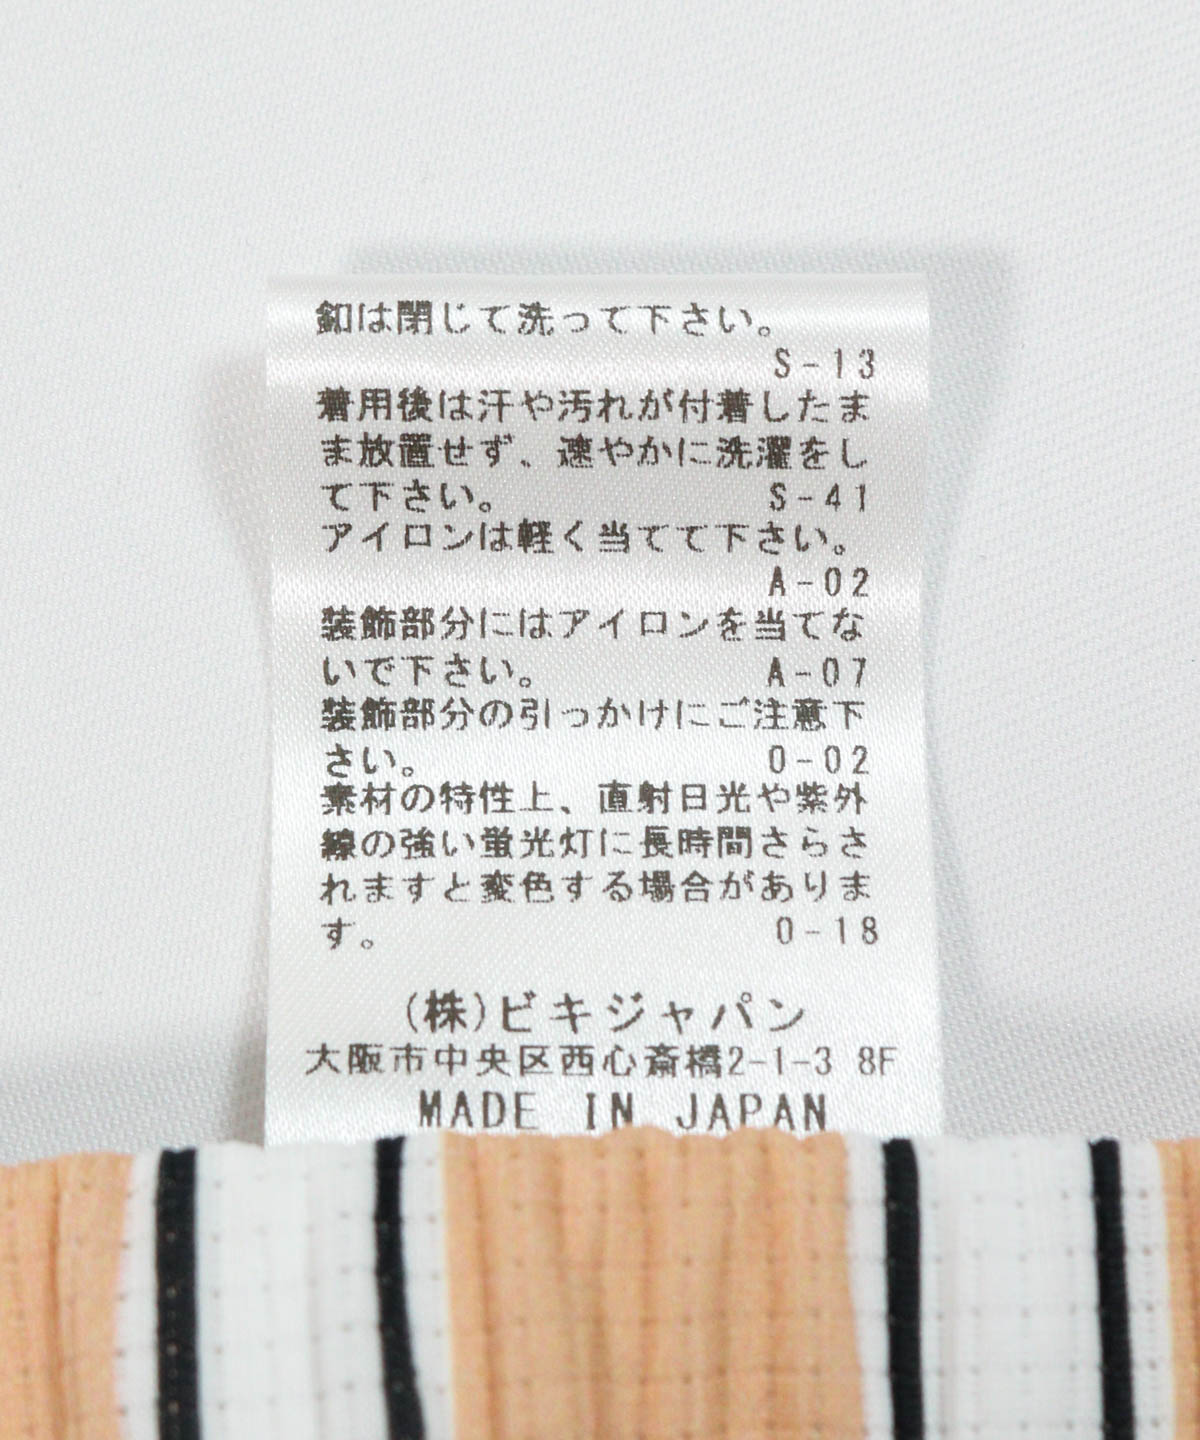 釦は閉じて洗って下さい。
S-13
着用後は汗や汚れが付着したま
ま放置せず、速やかに洗濯をし
て下さい。 S-41
アイロンは軽く当てて下さい。
A-02
装飾部分にはアイロンを当てな
いで下さい。 A-07
装飾部分の引っかけにご注意下
さい。 O-02
素材の特性上、直射日光や紫外
線の強い蛍光灯に長時間さらさ
れますと変色する場合がありま
す。 O-18
(株)ビキジャパン
大阪市中央区西心斎橋2-1-3 8F
MADE IN JAPAN